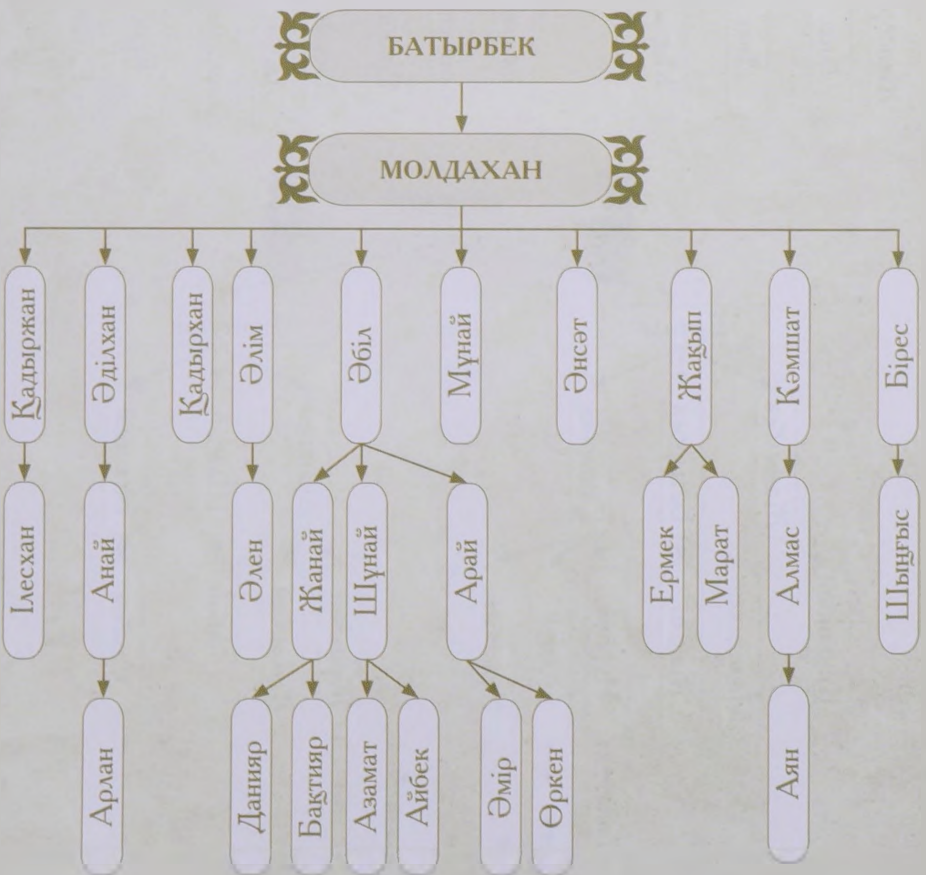 БАТЫРБЕК
МОЛДАХАН
Қадыржан
Әділхан
Қадырхан
Әлім
Әбіл
Мұнай
Әнсәт
Жақып
Кәмшат
Бірес
Ілесхан
Анай
Әлен
Жанай
Шұнай
Арай
Ермек
Марат
Алмас
Шыңғыс
Арлан
Данияр
Бақтияр
Азамат
Айбек
Әмір
Өркен
Аян